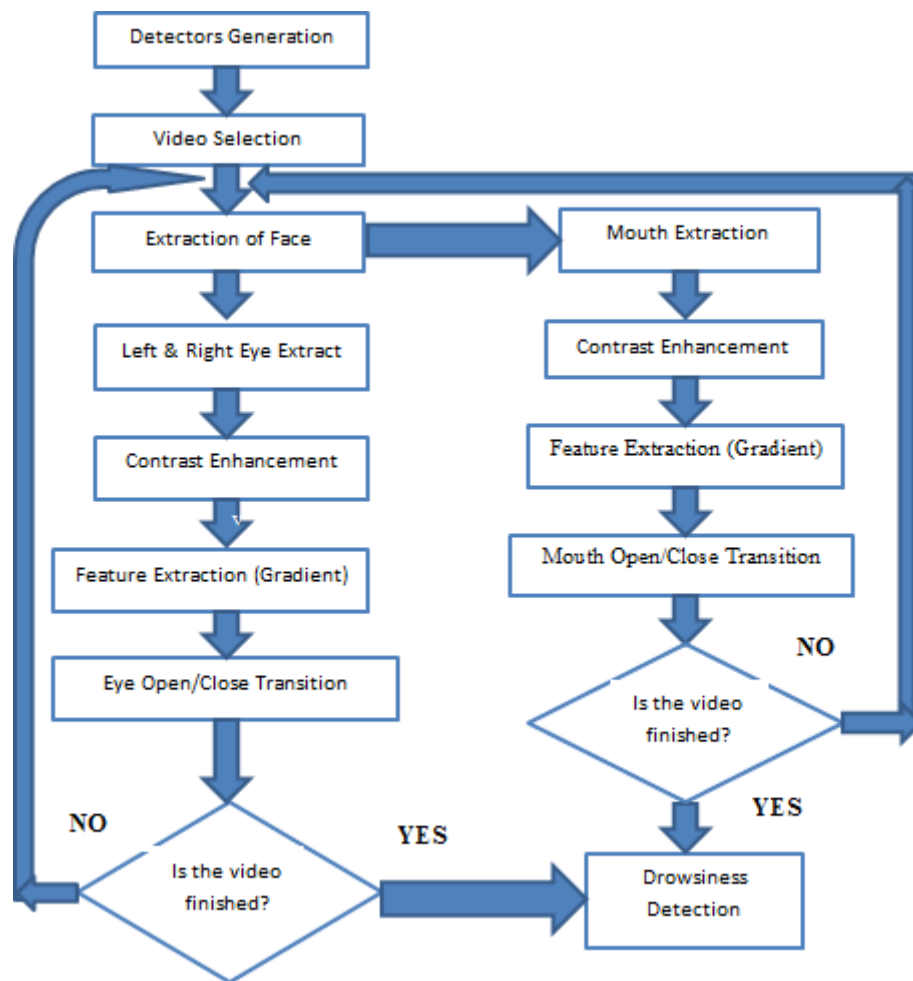 Detectors Generation
Video Selection
Extraction of Face
Left & Right Eye Extract
Contrast Enhancement
Feature Extraction (Gradient)
Eye Open/Close Transition
NO
Is the video
finished?
YES
Mouth Extraction
Contrast Enhancement
Feature Extraction (Gradient)
Mouth Open/Close Transition
NO
Is the video
finished?
YES
Drowsiness
Detection